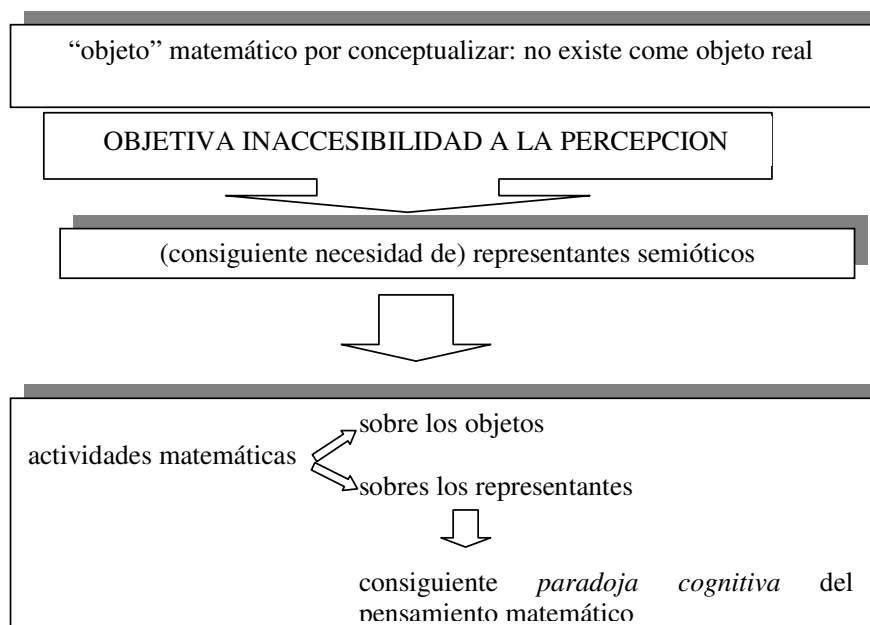 “objeto” matemático por conceptualizar: no existe come objeto real
OBJETIVA INACCESIBILIDAD A LA PERCEPCION
(consiguiente necesidad de) representantes semióticos
sobre los objetos
actividades matemáticas
sobres los representantes
consiguiente paradoja cognitiva del
pensamiento matemático